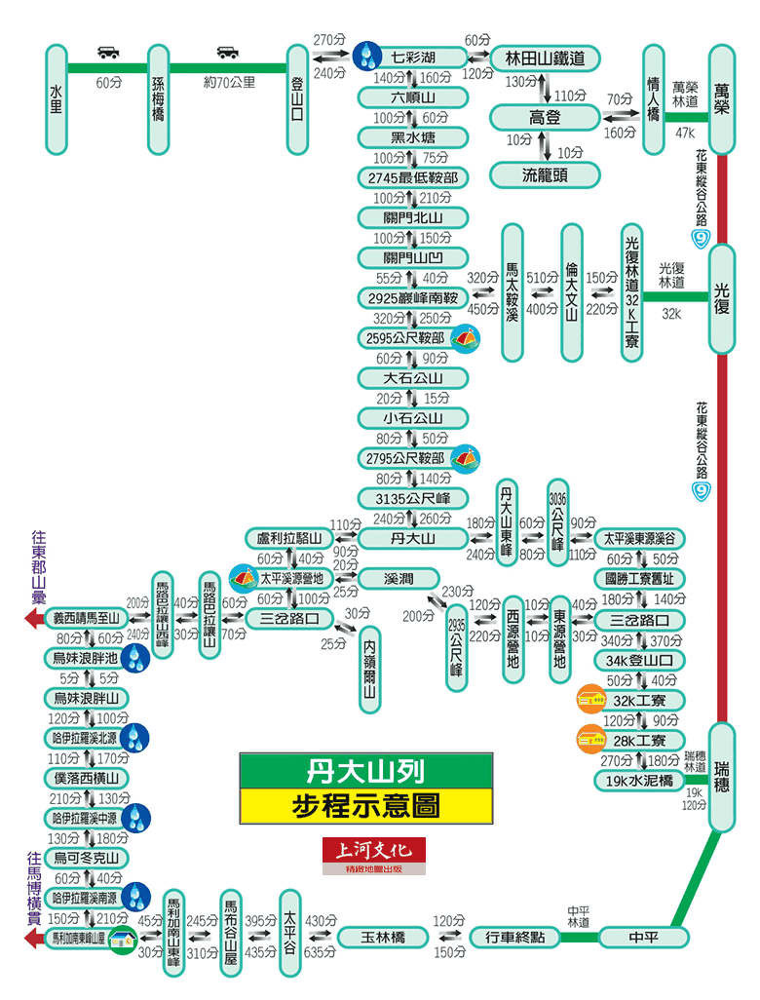 270分
240分
七彩湖
60分
120分
林田山鐵道
水里
60分
孫梅橋
約70公里
登山口
140分
160分
130分
110分
情人橋
萬榮
林道
47k
萬榮
六順山
高登
70分
160分
100分
60分
黑水塘
10分
10分
100分
75分
2745最低鞍部
流籠頭
花東縱谷公路
9
100分
210分
關門北山
100分
150分
關門山凹
55分
40分
2925巖峰南鞍
320分
450分
馬太鞍溪
510分
400分
倫大文山
150分
220分
光復林道32K工寮
光復
林道
32k
光復
320分
250分
2595公尺鞍部
60分
90分
大石公山
20分
15分
小石公山
80分
50分
2795公尺鞍部
80分
140分
3135公尺峰
花東縱谷公路
9
240分
260分
盧利拉駱山
110分
90分
丹大山
180分
240分
丹大山東峰
60分
80分
3036公尺峰
90分
110分
太平溪東源溪谷
60分
40分
60分
50分
太平溪源營地
20分
25分
溪澗
國勝工寮舊址
60分
100分
230分
200分
180分
140分
往東郡山彙
義西請馬至山
200分
240分
馬路巴拉讓山西峰
40分
30分
馬路巴拉讓山
60分
70分
三岔路口
30分
25分
內嶺爾山
2935公尺峰
120分
220分
西源營地
10分
10分
東源營地
40分
30分
三岔路口
80分
60分
烏妹浪胖池
340分
370分
34k登山口
5分
5分
烏妹浪胖山
50分
40分
32k工寮
120分
100分
哈伊拉羅溪北源
120分
90分
28k工寮
110分
170分
僕落西橫山
270分
180分
19k水泥橋
瑞穗
林道
19k
120分
瑞穗
丹大山列
步程示意圖
上河文化
精緻地圖出版
210分
130分
哈伊拉羅溪中源
130分
180分
烏可冬克山
60分
40分
哈伊拉羅溪南源
150分
210分
往馬博橫貫
馬利加南東峰山屋
45分
30分
馬利加南山東峰
245分
310分
馬布谷山屋
395分
435分
太平谷
430分
635分
玉林橋
120分
150分
行車終點
中平
林道
中平